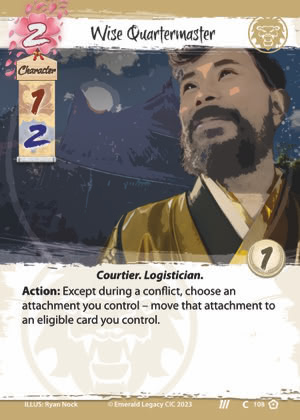 2
Wise Quartermaster
Character
1
2
1
Courtier. Logistician.
Action: Except during a conflict, choose an
attachment you control – move that attachment to
an eligible card you control.
ILLUS: Ryan Nock © Emerald Legacy CIC 2023 C 108